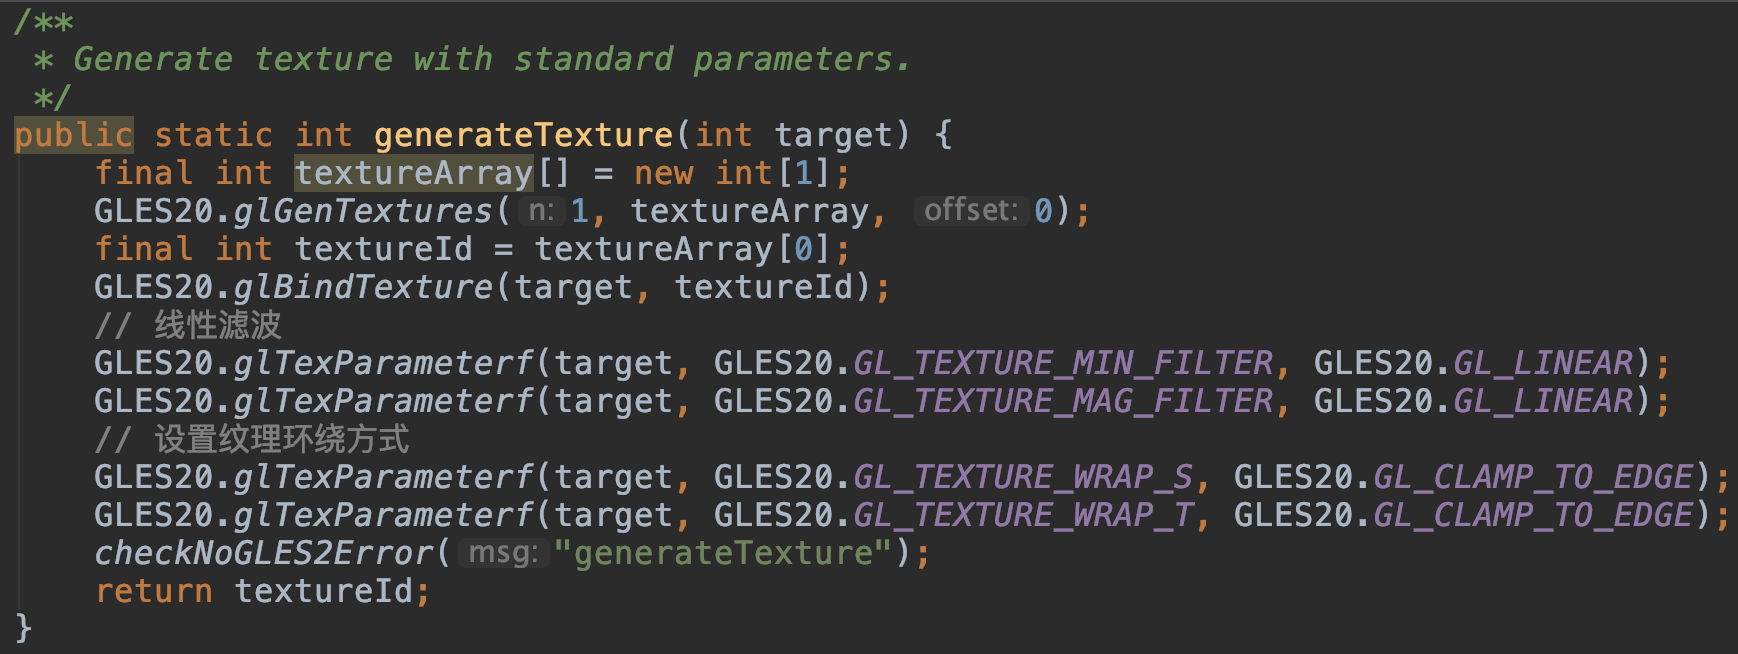 /**
 * Generate texture with standard parameters.
 */
public static int generateTexture(int target) {
    final int textureArray[] = new int[1];
    GLES20.glGenTextures( n: 1, textureArray, offset: 0);
    final int textureId = textureArray[0];
    GLES20.glBindTexture(target, textureId);
    // 线性滤波
    GLES20.glTexParameterf(target, GLES20.GL_TEXTURE_MIN_FILTER, GLES20.GL_LINEAR);
    GLES20.glTexParameterf(target, GLES20.GL_TEXTURE_MAG_FILTER, GLES20.GL_LINEAR);
    // 设置纹理环绕方式
    GLES20.glTexParameterf(target, GLES20.GL_TEXTURE_WRAP_S, GLES20.GL_CLAMP_TO_EDGE);
    GLES20.glTexParameterf(target, GLES20.GL_TEXTURE_WRAP_T, GLES20.GL_CLAMP_TO_EDGE);
    checkNoGLES2Error( msg: "generateTexture");
    return textureId;
}